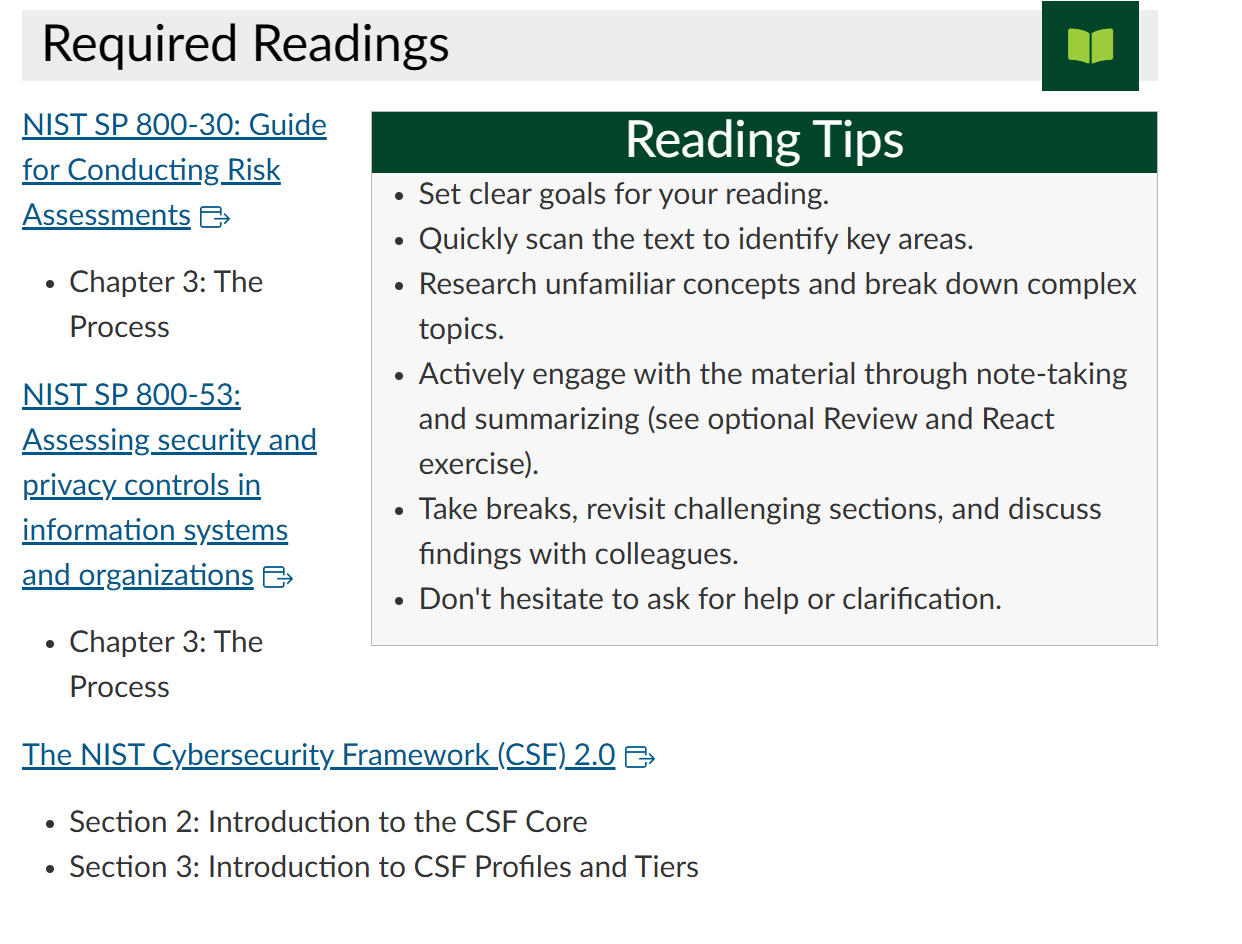 Required Readings
NIST SP 800-30: Guide
for Conducting Risk
Assessments
• Chapter 3: The
Process
NIST SP 800-53:
Assessing security and
privacy controls in
information systems
and organizations
• Chapter 3: The
Process
Reading Tips
• Set clear goals for your reading.
• Quickly scan the text to identify key areas.
• Research unfamiliar concepts and break down complex
topics.
• Actively engage with the material through note-taking
and summarizing (see optional Review and React
exercise).
• Take breaks, revisit challenging sections, and discuss
findings with colleagues.
• Don't hesitate to ask for help or clarification.
The NIST Cybersecurity Framework (CSF) 2.0
• Section 2: Introduction to the CSF Core
• Section 3: Introduction to CSF Profiles and Tiers